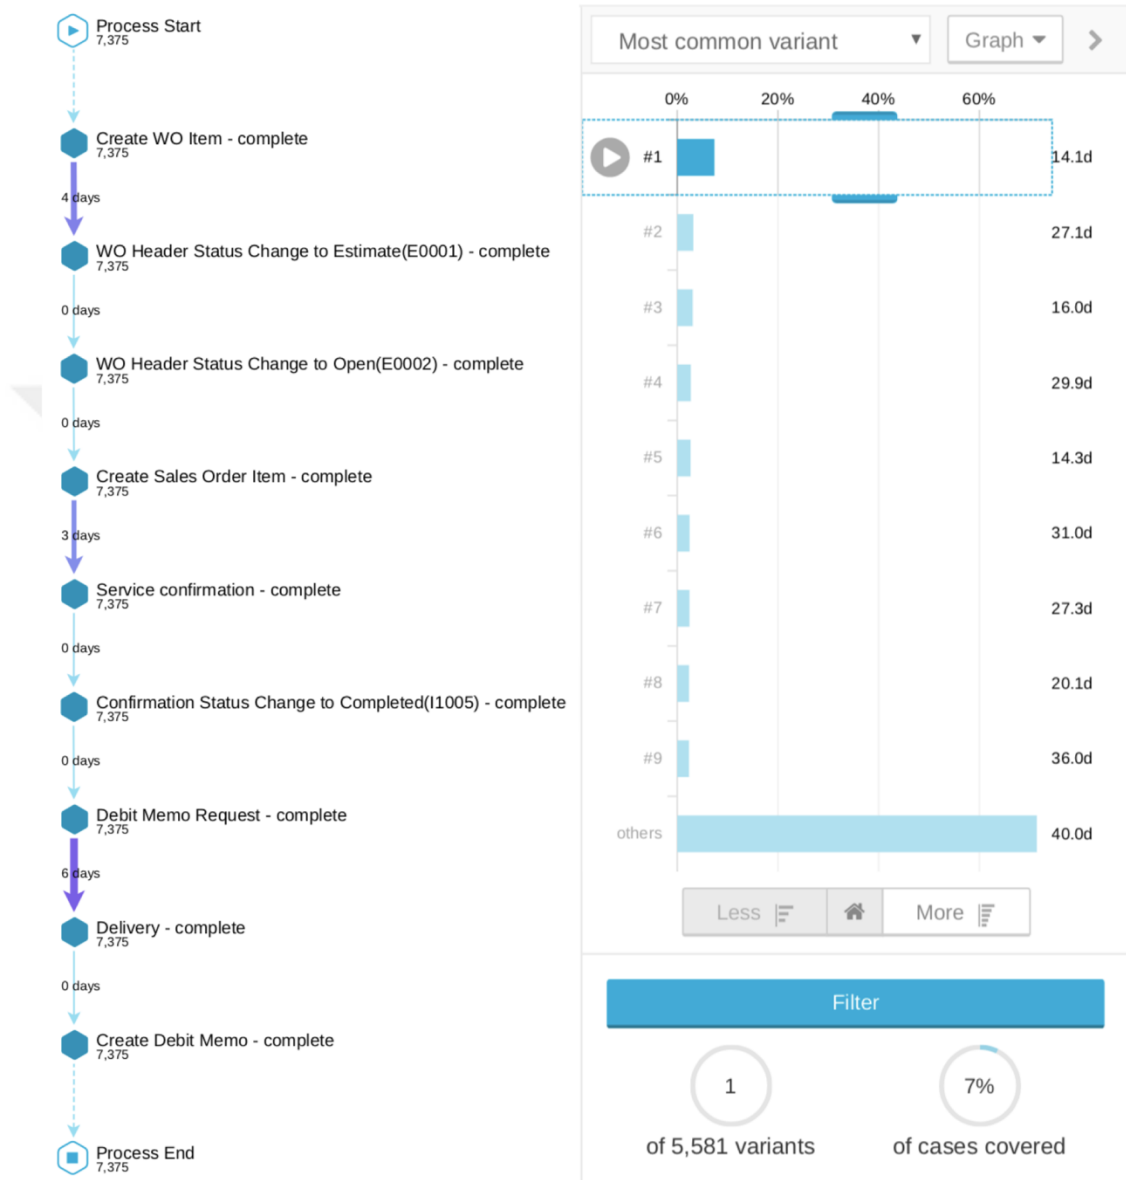 Process Start
7,375
Create WO Item - complete
7,375
4 days
WO Header Status Change to Estimate(E0001) - complete
7,375
0 days
WO Header Status Change to Open(E0002) - complete
7,375
0 days
Create Sales Order Item - complete
7,375
3 days
Service confirmation - complete
7,375
0 days
Confirmation Status Change to Completed(I1005) - complete
7,375
0 days
Debit Memo Request - complete
7,375
6 days
Delivery - complete
7,375
0 days
Create Debit Memo - complete
7,375
Process End
7,375
Most common variant
Graph
0% 20% 40% 60%
#1 14.1d
#2 27.1d
#3 16.0d
#4 29.9d
#5 14.3d
#6 31.0d
#7 27.3d
#8 20.1d
#9 36.0d
others 40.0d
Less More
Filter
1 7%
of 5,581 variants of cases covered